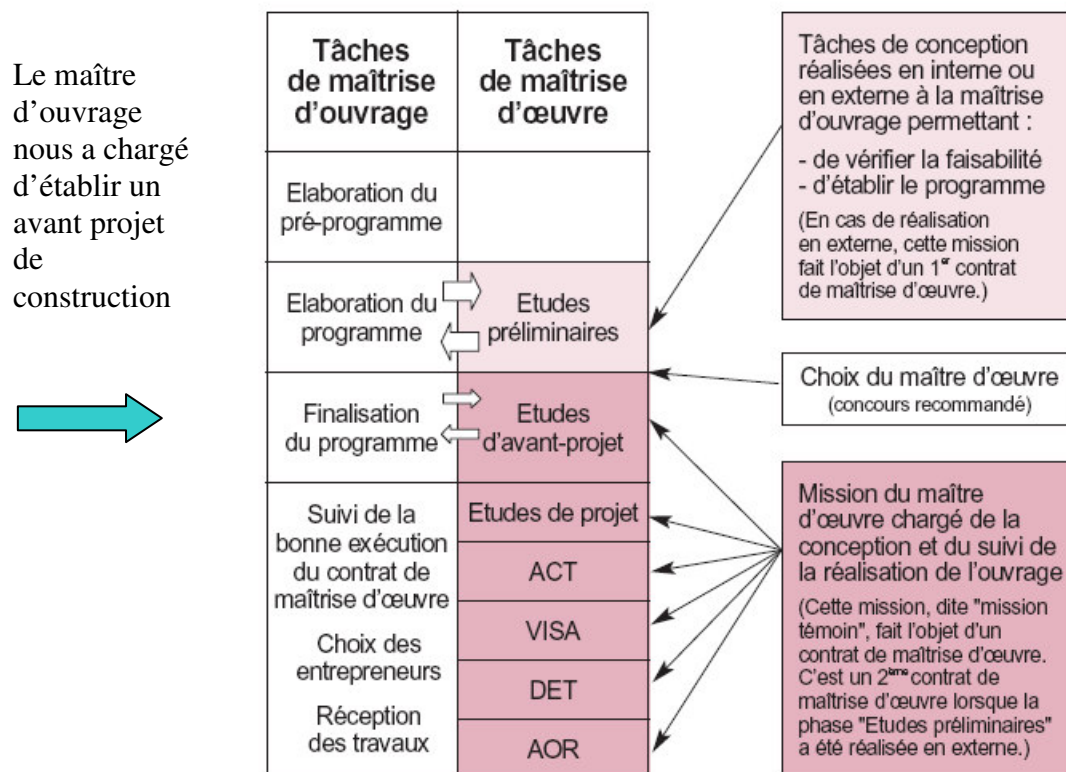 Le maître
d'ouvrage
nous a chargé
d'établir un
avant projet
de
construction
Tâches
de maîtrise
d'ouvrage
Tâches
de maîtrise
d'œuvre
Elaboration du
pré-programme
Elaboration du
programme
Etudes
préliminaires
Finalisation
du programme
Etudes
d'avant-projet
Suivi de la
bonne exécution
du contrat de
maîtrise d'œuvre
Choix des
entrepreneurs
Réception
des travaux
Etudes de projet
ACT
VISA
DET
AOR
Tâches de conception
réalisées en interne ou
en externe à la maîtrise
d'ouvrage permettant :
- de vérifier la faisabilité
- d'établir le programme
(En cas de réalisation
en externe, cette mission
fait l'objet d'un 1er contrat
de maîtrise d'œuvre.)
Choix du maître d'œuvre
(concours recommandé)
Mission du maître
d'œuvre chargé de la
conception et du suivi de
la réalisation de l'ouvrage
(Cette mission, dite "mission
témoin", fait l'objet d'un
contrat de maîtrise d'œuvre.
C'est un 2ème contrat de
maîtrise d'œuvre lorsque la
phase "Etudes préliminaires"
a été réalisée en externe.)